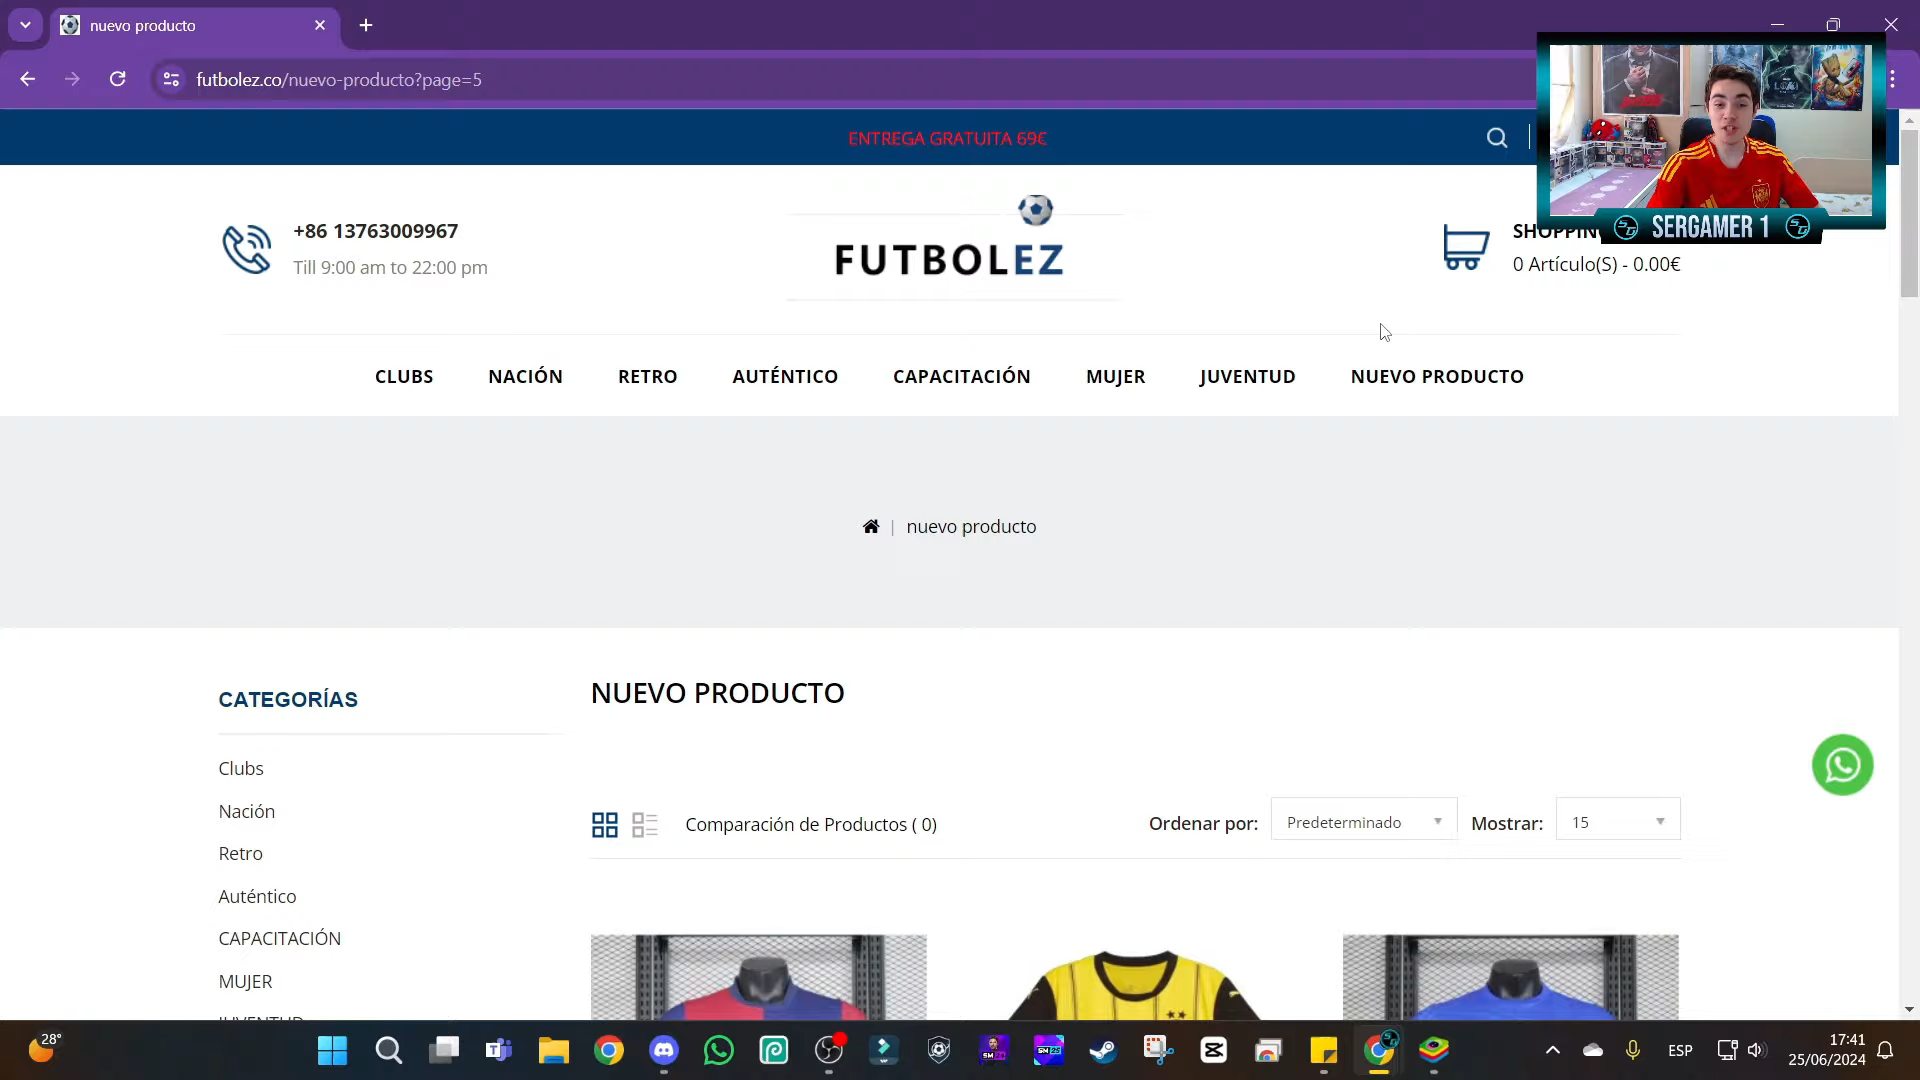 nuevo producto
futbolez.co/nuevo-producto?page=5
ENTREGA GRATUITA 69€
+86 13763009967
Till 9:00 am to 22:00 pm
FUTBOLEZ
0 Artículo(S) - 0.00€
SERGAMER 1
CLUBS NACIÓN RETRO AUTÉNTICO CAPACITACIÓN MUJER JUVENTUD NUEVO PRODUCTO
nuevo producto
CATEGORÍAS
Clubs
Nación
Retro
Auténtico
CAPACITACIÓN
MUJER
JUVENTUD
NUEVO PRODUCTO
Comparación de Productos ( 0)
Ordenar por: Predeterminado
Mostrar: 15
28°
ESP
17:41
25/06/2024